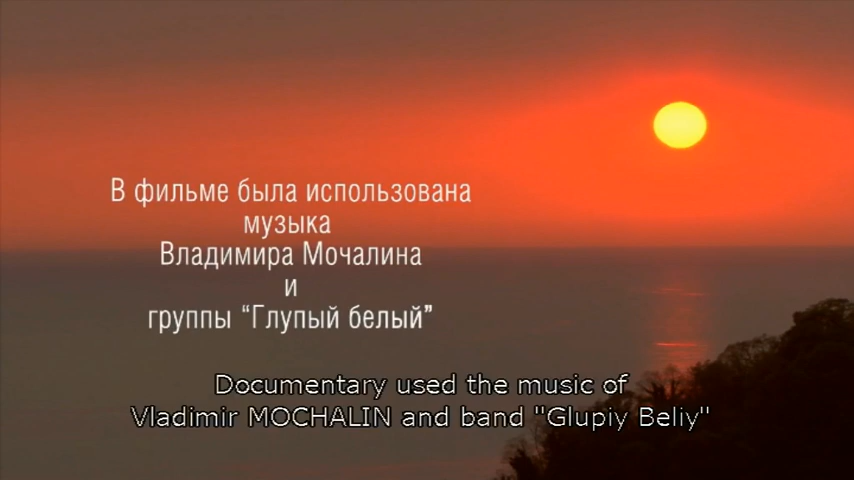 В фильме была использована
музыка
Владимира Мочалина
и
группы “Глупый белый”
Documentary used the music of
Vladimir MOCHALIN and band "Glupiy Beliy"